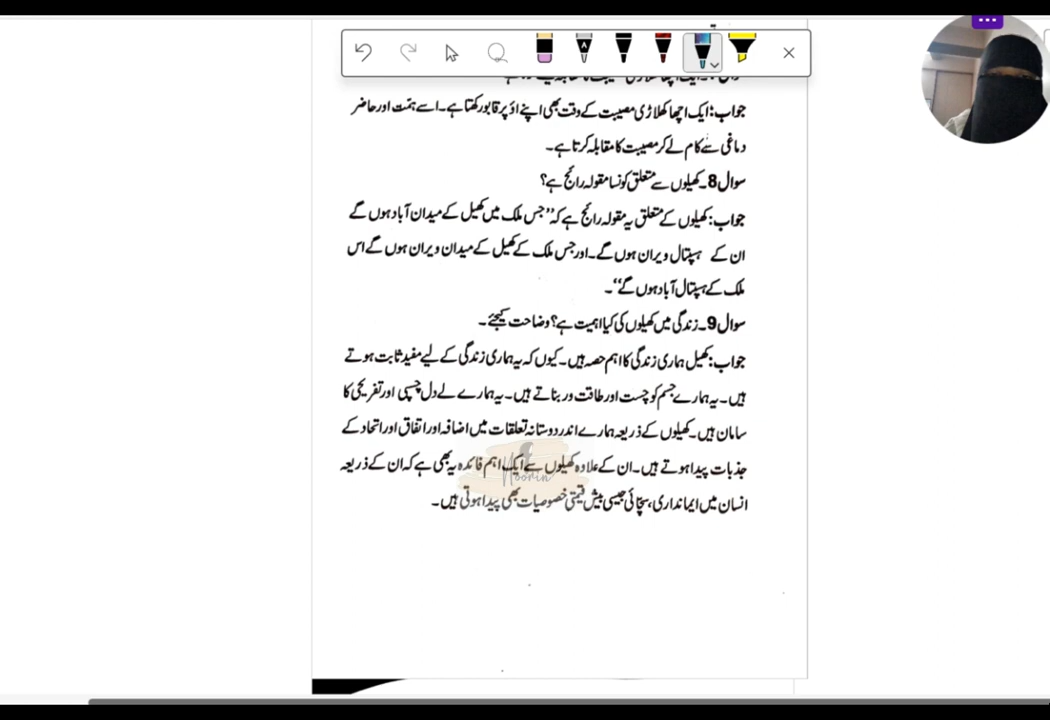 جواب: ایک اچھا کھلاڑی مصیبت کے وقت بھی اپنے اوُپر قابو رکھتا ہے۔ اسے ہمّت اور حاضر
دماغی سے کام لے کر مصیبت کا مقابلہ کرتا ہے۔
سوال 8۔ کھیلوں سے متعلق کونسا مقولہ رائج ہے؟
جواب: کھیلوں کے متعلق یہ مقولہ رائج ہے کہ ”جس ملک میں کھیل کے میدان آباد ہوں گے
ان کے ہسپتال ویران ہوں گے۔ اور جس ملک کے کھیل کے میدان ویران ہوں گے اس
ملک کے ہسپتال آباد ہوں گے“۔
سوال 9۔ زندگی میں کھیلوں کی کیا اہمیت ہے؟ وضاحت کیجئے۔
جواب: کھیل ہماری زندگی کا اہم حصہ ہیں۔ کیوں کہ یہ ہماری زندگی کے لیے مفید ثابت ہوتے
ہیں۔ یہ ہمارے جسم کو چست اور طاقت ور بناتے ہیں۔ یہ ہمارے لے دل چسپی اور تفریحی کا
سامان ہیں۔ کھیلوں کے ذریعہ ہمارے اندر دوستانہ تعلقات میں اضافہ اور اتفاق اور اتحاد کے
جذبات پیدا ہوتے ہیں۔ ان کے علاوہ کھیلوں سے ایک اہم فائدہ یہ بھی ہے کہ ان کے ذریعہ
Noorin
انسان میں ایمانداری، سچائی جیسی بیش قیمتی خصوصیات بھی پیدا ہوتی ہیں۔